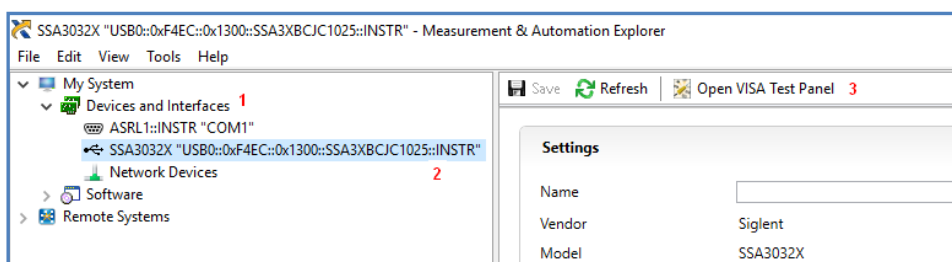 SSA3032X "USB0::0xF4EC::0x1300::SSA3XBCJC1025::INSTR" - Measurement & Automation Explorer
File Edit View Tools Help
My System
Devices and Interfaces 1
ASRL1::INSTR "COM1"
SSA3032X "USB0::0xF4EC::0x1300::SSA3XBCJC1025::INSTR"
Network Devices 2
Software
Remote Systems
Save Refresh Open VISA Test Panel 3
Settings
Name
Vendor Siglent
Model SSA3032X